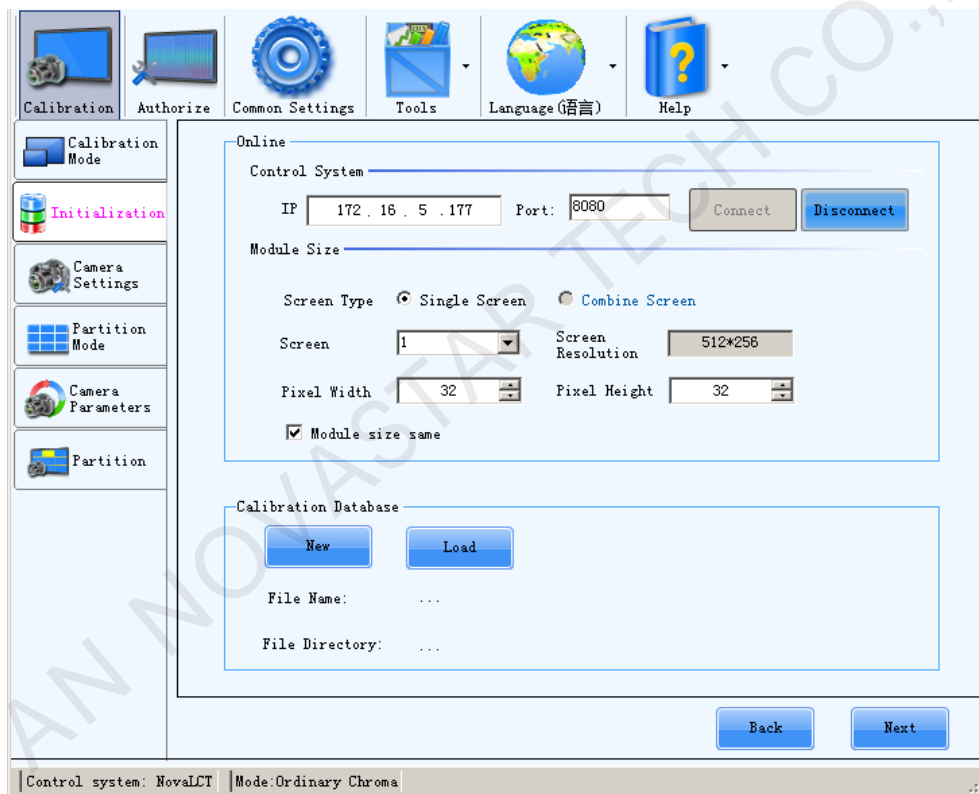 Calibration Authorize Common Settings Tools Language(语言) Help
Calibration
Mode
Initialization
Camera
Settings
Partition
Mode
Camera
Parameters
Partition
Online
Control System
IP 172 . 16 . 5 . 177 Port: 8080 Connect Disconnect
Module Size
Screen Type Single Screen Combine Screen
Screen 1 Screen
Resolution 512*256
Pixel Width 32 Pixel Height 32
Module size same
Calibration Database
New Load
File Name: ...
File Directory: ...
Back Next
Control system: NovaLCT Mode:Ordinary Chroma
AN NOVASTAR TECH CO.,